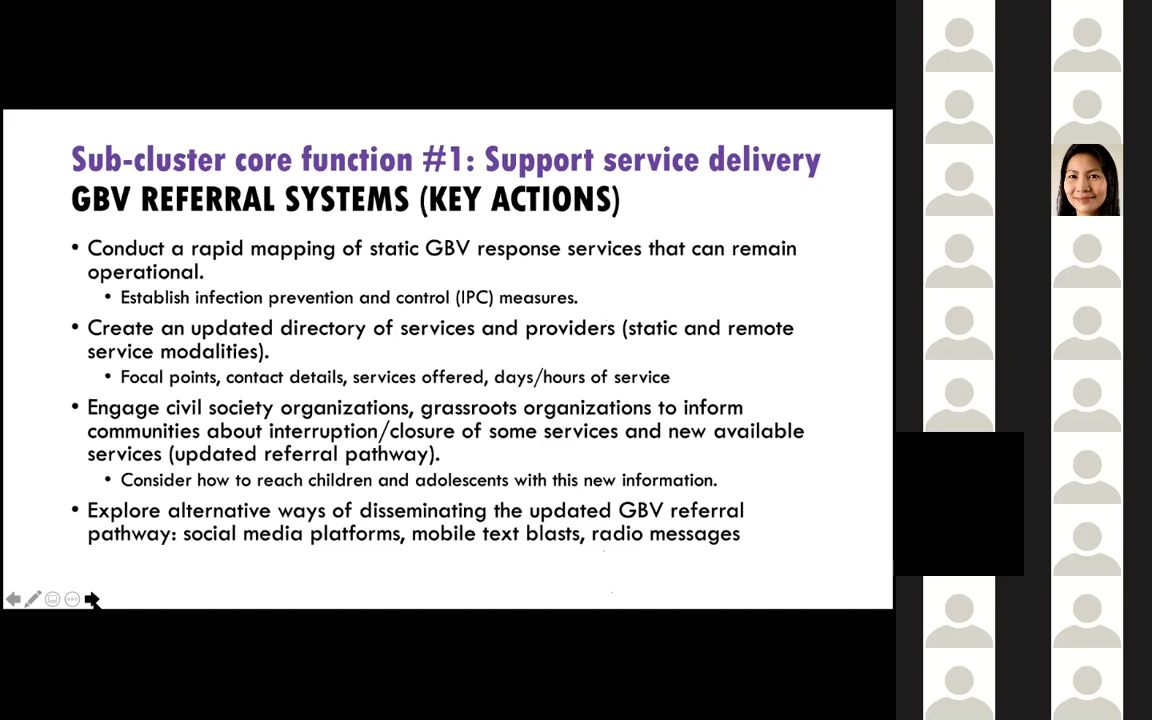 Sub-cluster core function #1: Support service delivery
GBV REFERRAL SYSTEMS (KEY ACTIONS)
• Conduct a rapid mapping of static GBV response services that can remain
operational.
• Establish infection prevention and control (IPC) measures.
• Create an updated directory of services and providers (static and remote
service modalities).
• Focal points, contact details, services offered, days/hours of service
• Engage civil society organizations, grassroots organizations to inform
communities about interruption/closure of some services and new available
services (updated referral pathway).
• Consider how to reach children and adolescents with this new information.
• Explore alternative ways of disseminating the updated GBV referral
pathway: social media platforms, mobile text blasts, radio messages